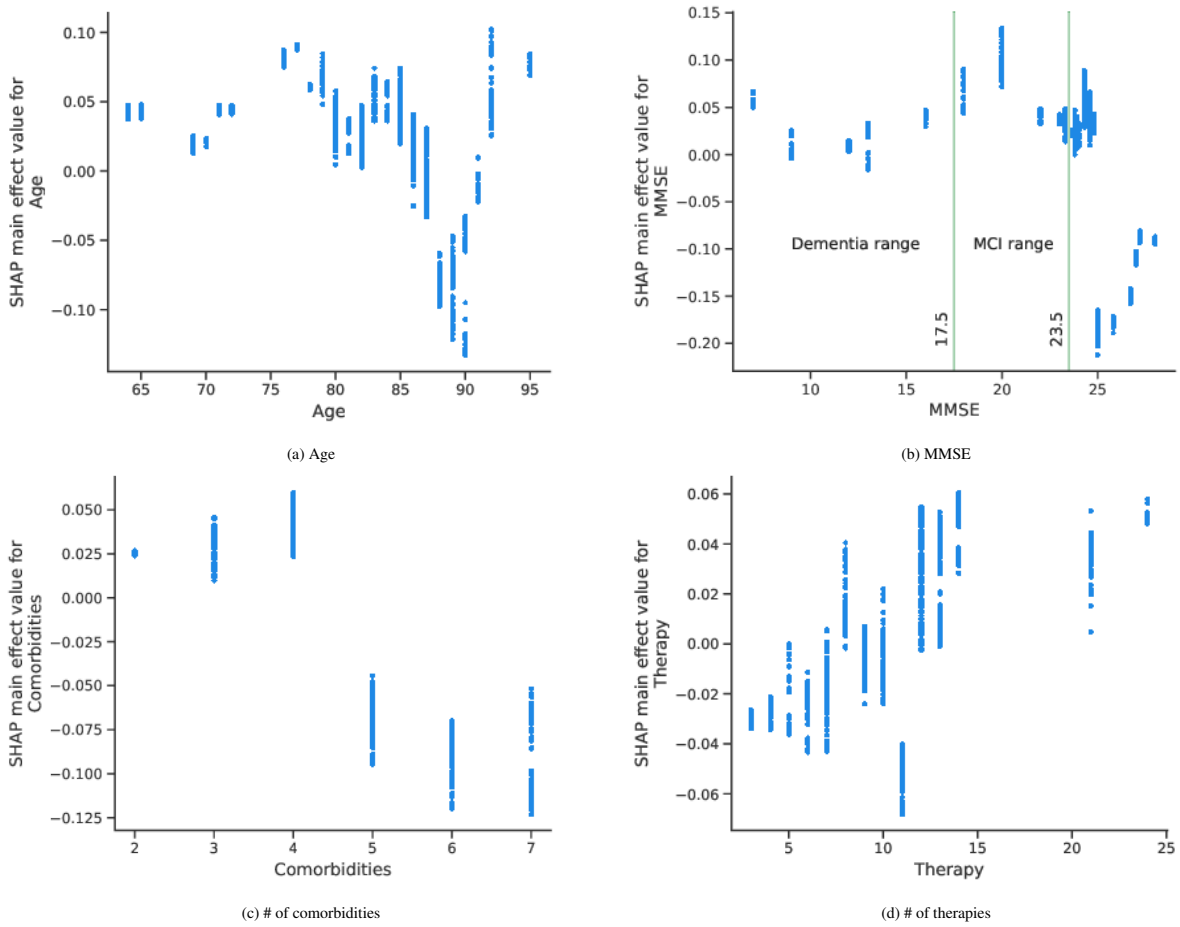 0.10
0.05
0.00
−0.05
−0.10
SHAP main effect value for
Age
65 70 75 80 85 90 95
Age
(a) Age
0.15
0.10
0.05
0.00
−0.05
−0.10
−0.15
−0.20
SHAP main effect value for
MMSE
Dementia range
MCI range
17.5
23.5
10 15 20 25
MMSE
(b) MMSE
0.050
0.025
0.000
−0.025
−0.050
−0.075
−0.100
−0.125
SHAP main effect value for
Comorbidities
2 3 4 5 6 7
Comorbidities
(c) # of comorbidities
0.06
0.04
0.02
0.00
−0.02
−0.04
−0.06
SHAP main effect value for
Therapy
5 10 15 20 25
Therapy
(d) # of therapies